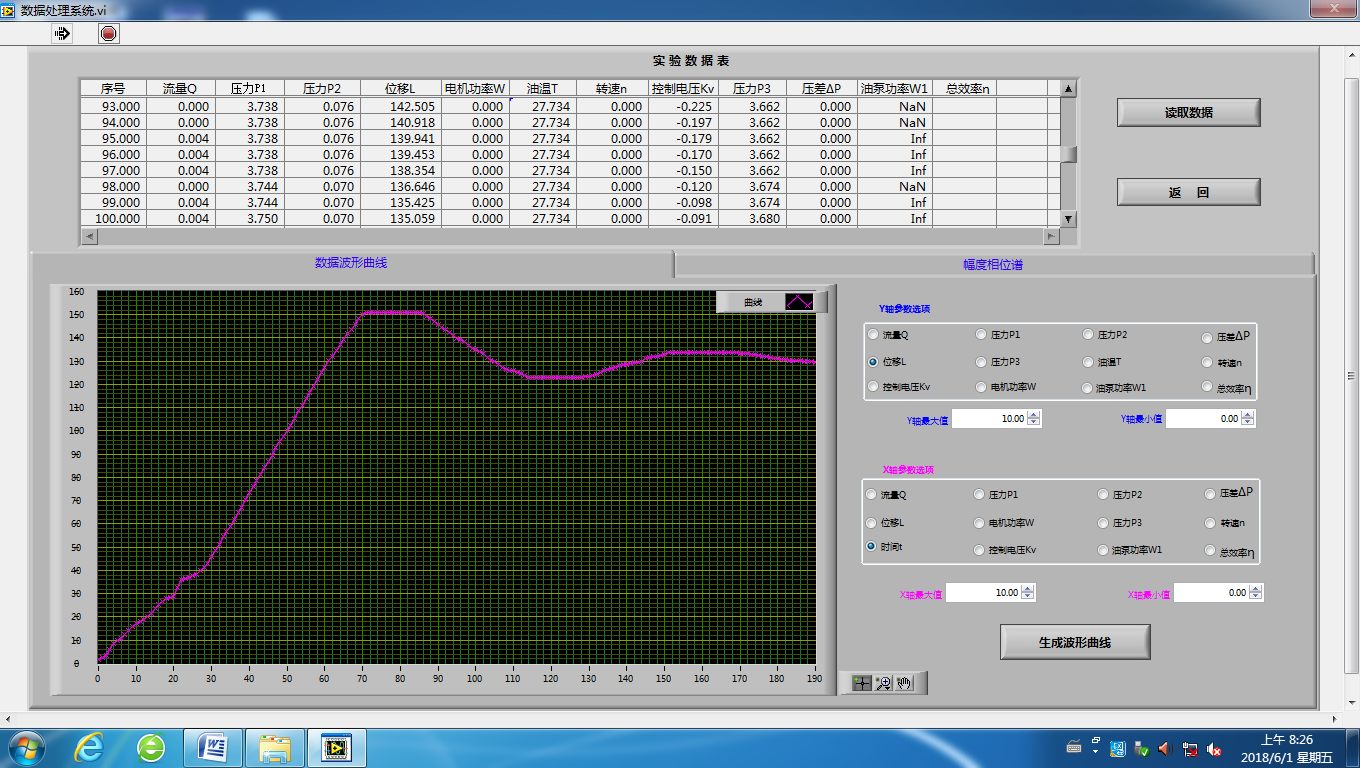 数据处理系统.vi
实 验 数 据 表
序号 流量Q 压力P1 压力P2 位移L 电机功率W 油温T 转速n 控制电压Kv 压力P3 压差ΔP 油泵功率W1 总效率η
93.000 0.000 3.738 0.076 142.505 0.000 27.734 0.000 -0.225 3.662 0.000 NaN
94.000 0.000 3.738 0.076 140.918 0.000 27.734 0.000 -0.197 3.662 0.000 NaN
95.000 0.004 3.738 0.076 139.941 0.000 27.734 0.000 -0.179 3.662 0.000 Inf
96.000 0.004 3.738 0.076 139.453 0.000 27.734 0.000 -0.170 3.662 0.000 Inf
97.000 0.004 3.738 0.076 138.354 0.000 27.734 0.000 -0.150 3.662 0.000 Inf
98.000 0.000 3.744 0.070 136.646 0.000 27.734 0.000 -0.120 3.674 0.000 NaN
99.000 0.004 3.744 0.070 135.425 0.000 27.734 0.000 -0.098 3.674 0.000 Inf
100.000 0.004 3.750 0.070 135.059 0.000 27.734 0.000 -0.091 3.680 0.000 Inf
读取数据
返 回
数据波形曲线 幅度相位谱
曲线
160
150
140
130
120
110
100
90
80
70
60
50
40
30
20
10
0
0 10 20 30 40 50 60 70 80 90 100 110 120 130 140 150 160 170 180 190
Y轴参数选项
流量Q 压力P1 压力P2 压差ΔP
位移L 压力P3 油温T 转速n
控制电压Kv 电机功率W 油泵功率W1 总效率η
Y轴最大值 10.00 Y轴最小值 0.00
X轴参数选项
流量Q 压力P1 压力P2 压差ΔP
位移L 电机功率W 压力P3 转速n
时间t 控制电压Kv 油泵功率W1 总效率η
X轴最大值 10.00 X轴最小值 0.00
生成波形曲线
上午 8:26
2018/6/1 星期五